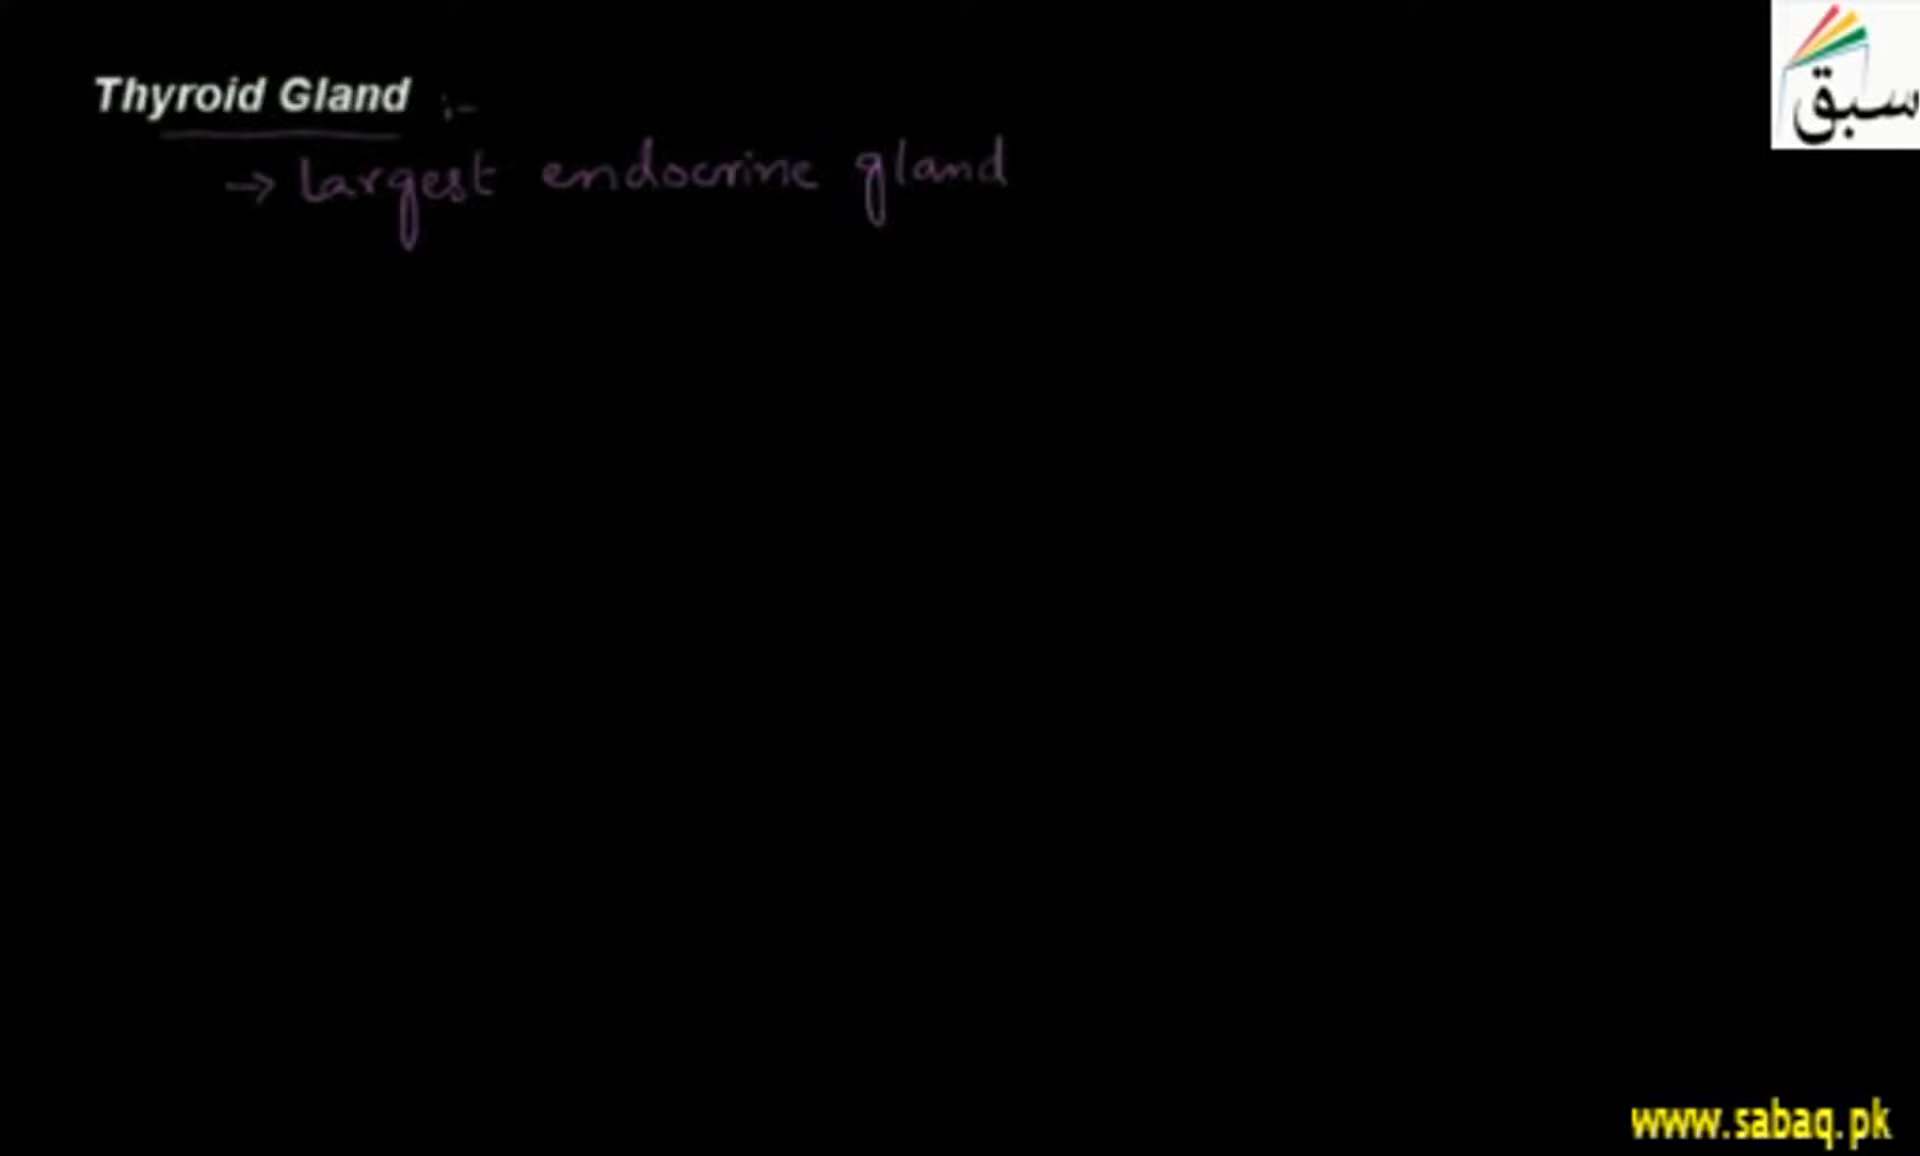 Thyroid Gland :-
→ Largest endocrine gland
سبق
www.sabaq.pk